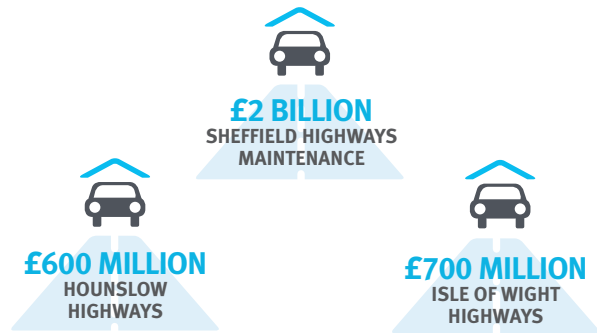 £2 BILLION
SHEFFIELD HIGHWAYS
MAINTENANCE
£600 MILLION
HOUNSLOW
HIGHWAYS
£700 MILLION
ISLE OF WIGHT
HIGHWAYS